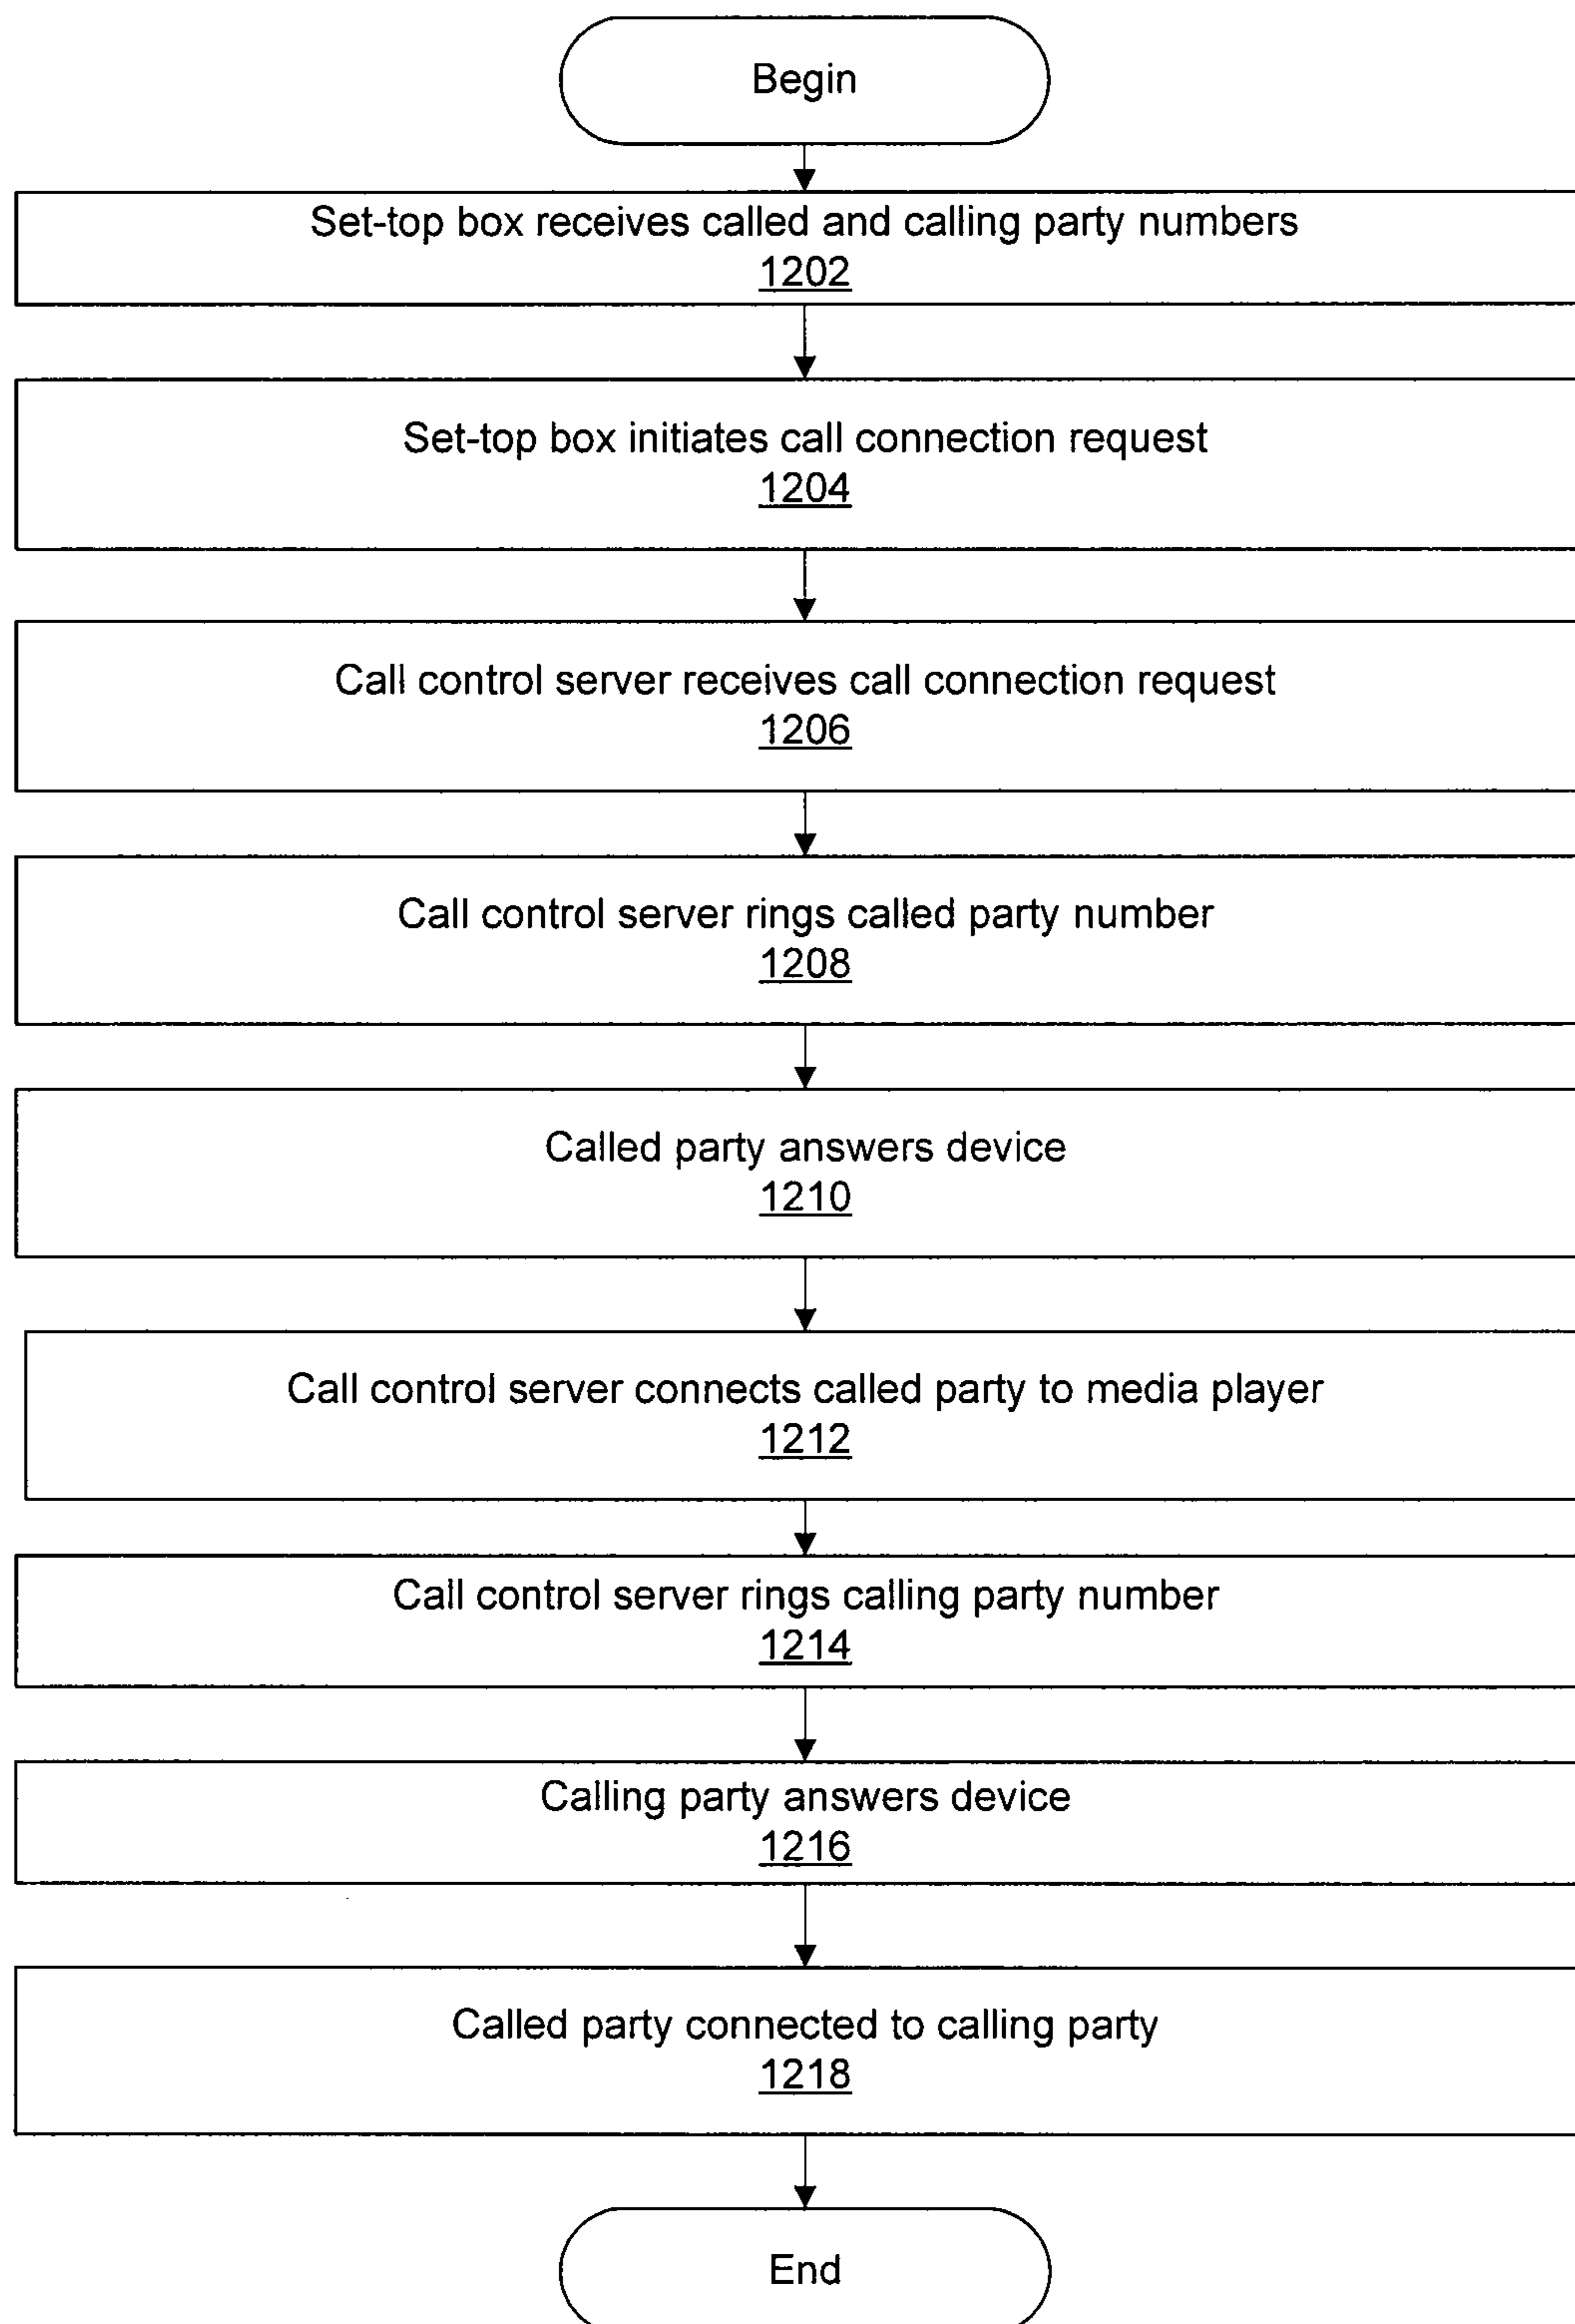 Begin
Set-top box receives called and calling party numbers
1202
Set-top box initiates call connection request
1204
Call control server receives call connection request
1206
Call control server rings called party number
1208
Called party answers device
1210
Call control server connects called party to media player
1212
Call control server rings calling party number
1214
Calling party answers device
1216
Called party connected to calling party
1218
End